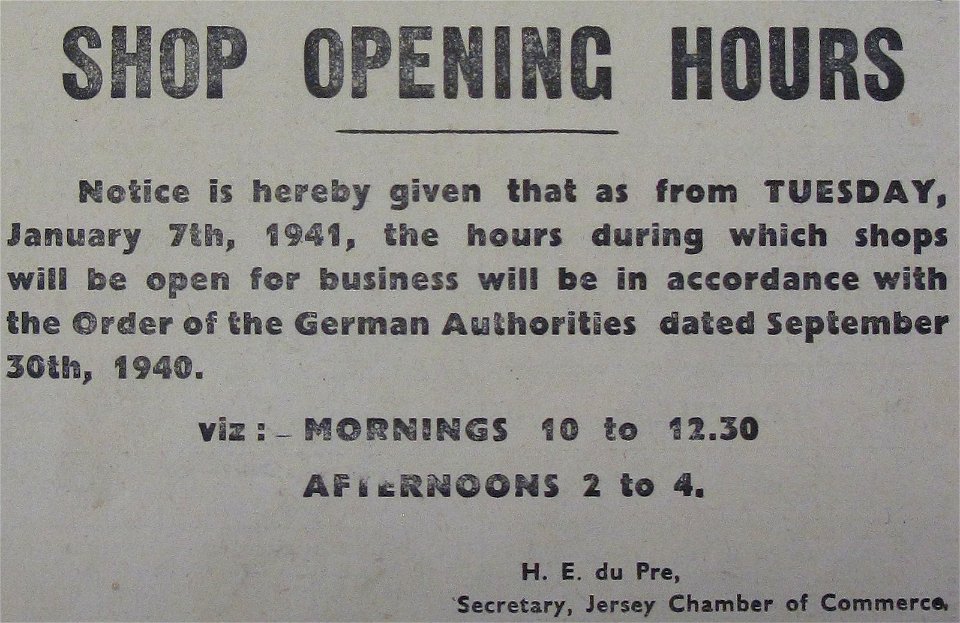 SHOP OPENING HOURS
Notice is hereby given that as from TUESDAY,
January 7th, 1941, the hours during which shops
will be open for business will be in accordance with
the Order of the German Authorities dated September
30th, 1940.
viz: – MORNINGS 10 to 12.30
AFTERNOONS 2 to 4.
H. E. du Pre,
Secretary, Jersey Chamber of Commerce.